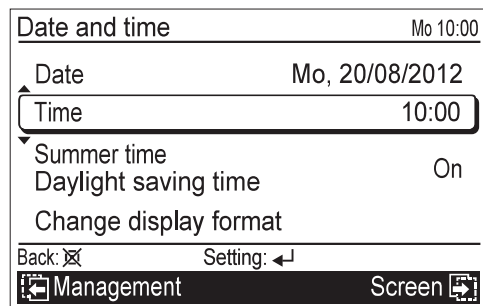 Date and time Mo 10:00
Date Mo, 20/08/2012
Time 10:00
Summer time
Daylight saving time On
Change display format
Back: Setting:
Management Screen